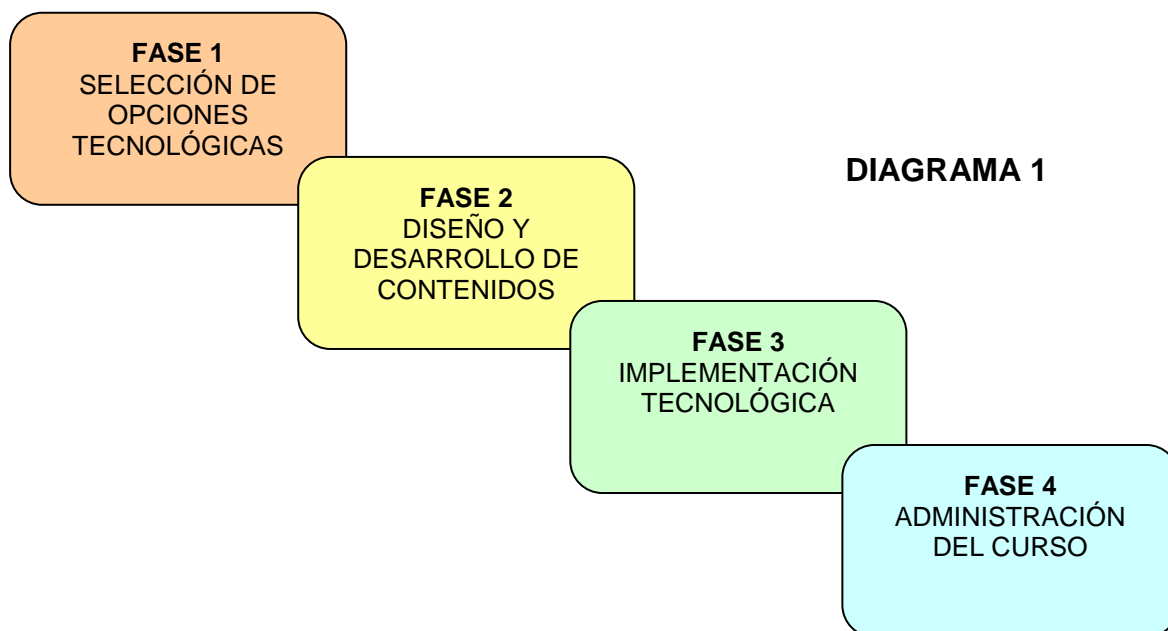 FASE 1
SELECCIÓN DE
OPCIONES
TECNOLÓGICAS
DIAGRAMA 1
FASE 2
DISEÑO Y
DESARROLLO DE
CONTENIDOS
FASE 3
IMPLEMENTACIÓN
TECNOLÓGICA
FASE 4
ADMINISTRACIÓN
DEL CURSO